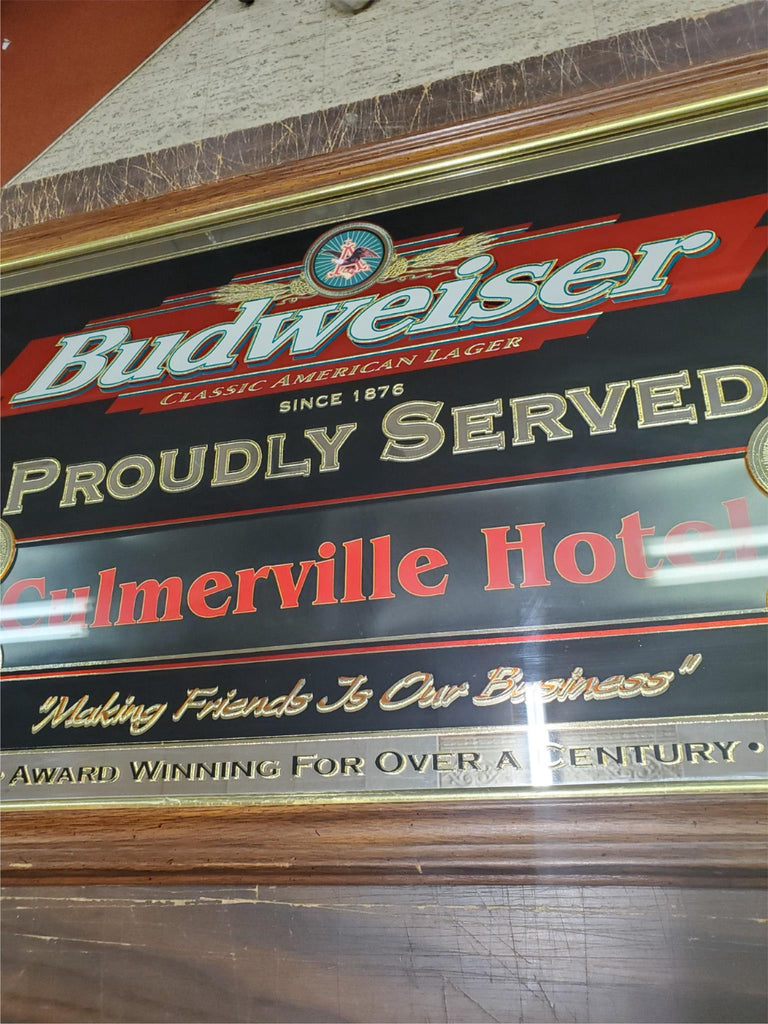 Budweiser
CLASSIC AMERICAN LAGER
SINCE 1876
PROUDLY SERVED
Culmerville Hotel
"Making Friends Is Our Business"
• AWARD WINNING FOR OVER A CENTURY •